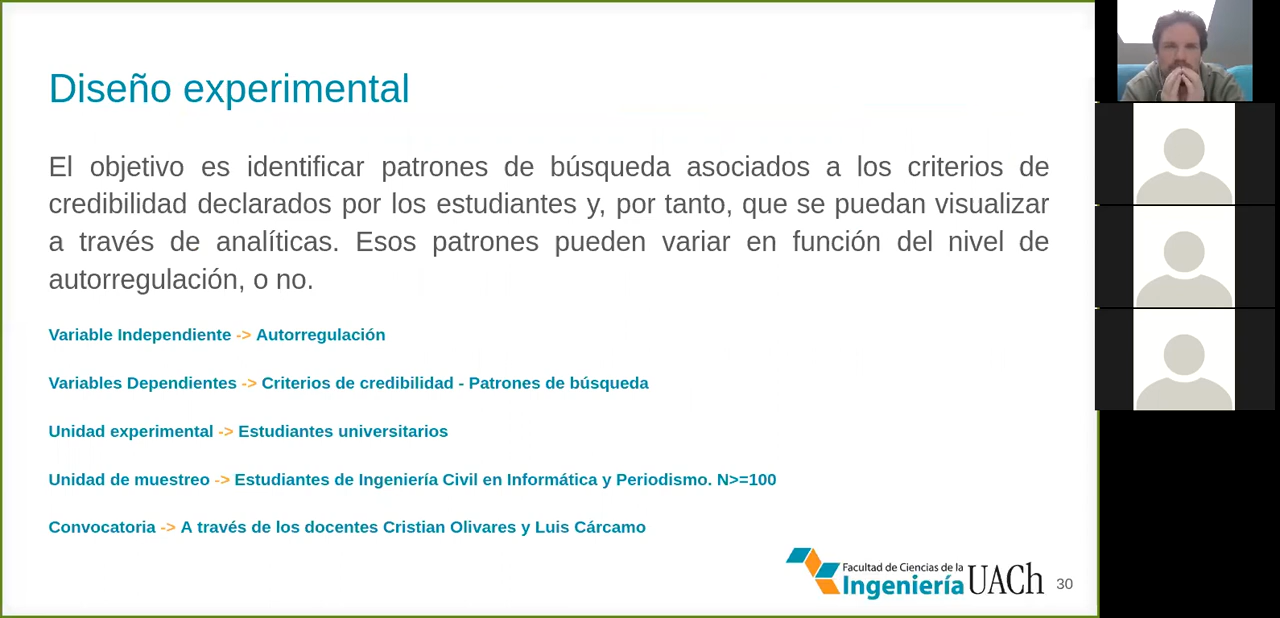 Diseño experimental
El objetivo es identificar patrones de búsqueda asociados a los criterios de
credibilidad declarados por los estudiantes y, por tanto, que se puedan visualizar
a través de analíticas. Esos patrones pueden variar en función del nivel de
autorregulación, o no.
Variable Independiente -> Autorregulación
Variables Dependientes -> Criterios de credibilidad - Patrones de búsqueda
Unidad experimental -> Estudiantes universitarios
Unidad de muestreo -> Estudiantes de Ingeniería Civil en Informática y Periodismo. N>=100
Convocatoria -> A través de los docentes Cristian Olivares y Luis Cárcamo
Facultad de Ciencias de la
Ingeniería UACh
30